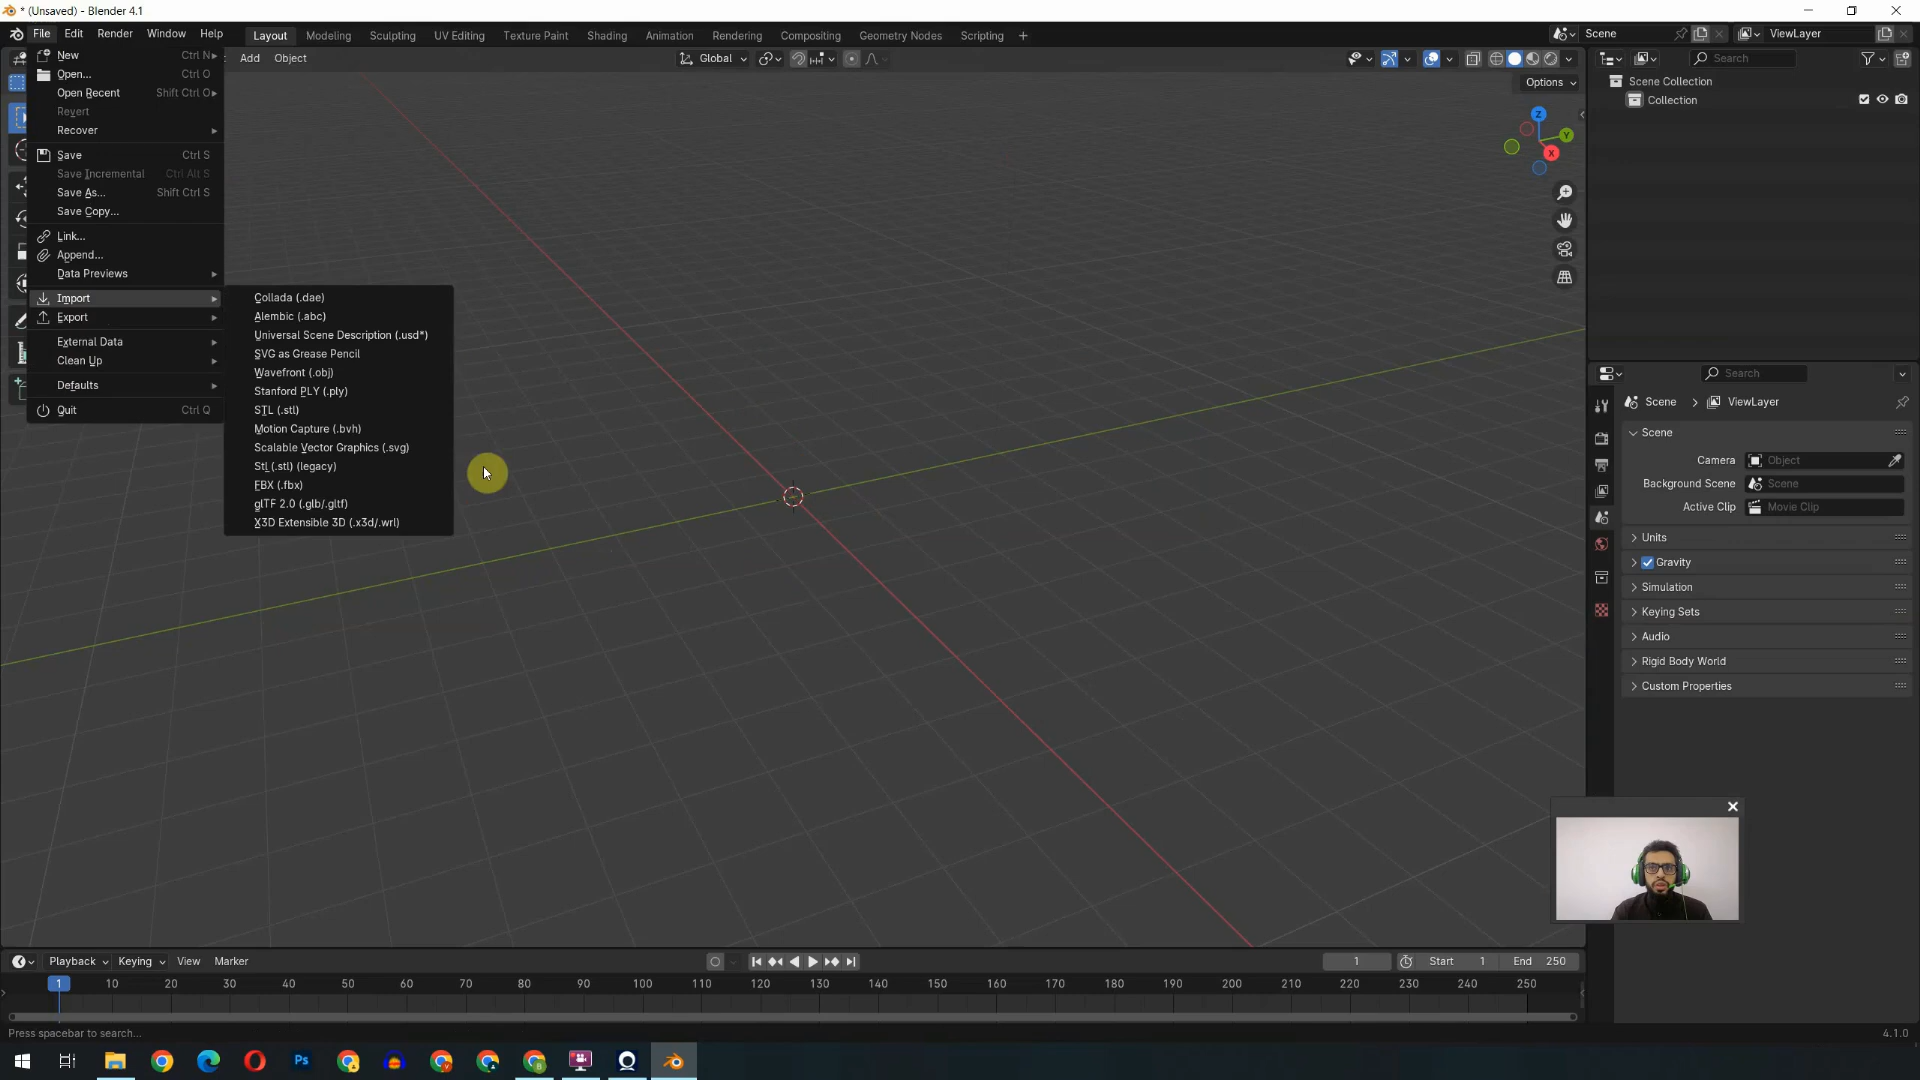 * (Unsaved) - Blender 4.1
File Edit Render Window Help Layout Modeling Sculpting UV Editing Texture Paint Shading Animation Rendering Compositing Geometry Nodes Scripting + Scene ViewLayer
Add Object Global Search
Options
New Ctrl N
Open... Ctrl O
Open Recent Shift Ctrl O
Revert
Recover
Save Ctrl S
Save Incremental Ctrl Alt S
Save As... Shift Ctrl S
Save Copy...
Link...
Append...
Data Previews
Import
Export
External Data
Clean Up
Defaults
Quit Ctrl Q
Collada (.dae)
Alembic (.abc)
Universal Scene Description (.usd*)
SVG as Grease Pencil
Wavefront (.obj)
Stanford PLY (.ply)
STL (.stl)
Motion Capture (.bvh)
Scalable Vector Graphics (.svg)
Stl (.stl) (legacy)
FBX (.fbx)
glTF 2.0 (.glb/.gltf)
X3D Extensible 3D (.x3d/.wrl)
Z
Y
X
Scene Collection
Collection
Search
Scene > ViewLayer
Scene
Camera Object
Background Scene Scene
Active Clip Movie Clip
Units
Gravity
Simulation
Keying Sets
Audio
Rigid Body World
Custom Properties
Playback Keying View Marker 1 Start 1 End 250
1 10 20 30 40 50 60 70 80 90 100 110 120 130 140 150 160 170 180 190 200 210 220 230 240 250
Press spacebar to search... 4.1.0
Ps